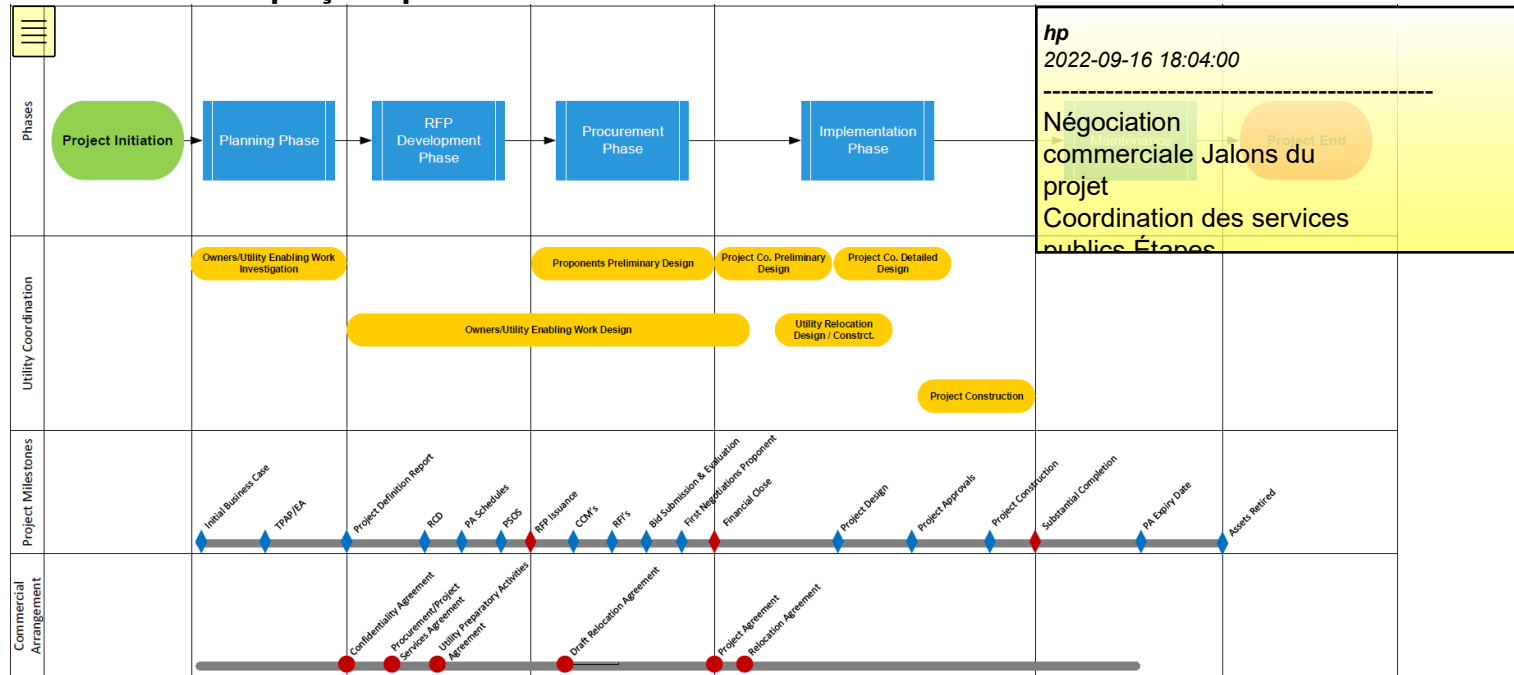 hp
2022-09-16 18:04:00
--------------------------------------------
Négociation
commerciale Jalons du
projet
Coordination des services
publics Étapes
Phases
Project Initiation
Planning Phase
RFP
Development
Phase
Procurement
Phase
Implementation
Phase
Maintenance
Project End
Utility Coordination
Owners/Utility Enabling Work
Investigation
Proponents Preliminary Design
Project Co. Preliminary
Design
Project Co. Detailed
Design
Owners/Utility Enabling Work Design
Utility Relocation
Design / Constrct.
Project Construction
Project Milestones
Initial Business Case
TPAP/EA
Project Definition Report
RCD
PA Schedules
PSOS
RFP Issuance
CCM's
RFI's
Bid Submission & Evaluation
First Negotiations Proponent
Financial Close
Project Design
Project Approvals
Project Construction
Substantial Completion
PA Expiry Date
Assets Retired
Commercial
Arrangement
Confidentiality Agreement
Procurement/Project
Services Agreement
Utility Preparatory Activities
Agreement
Draft Relocation Agreement
Project Agreement
Relocation Agreement